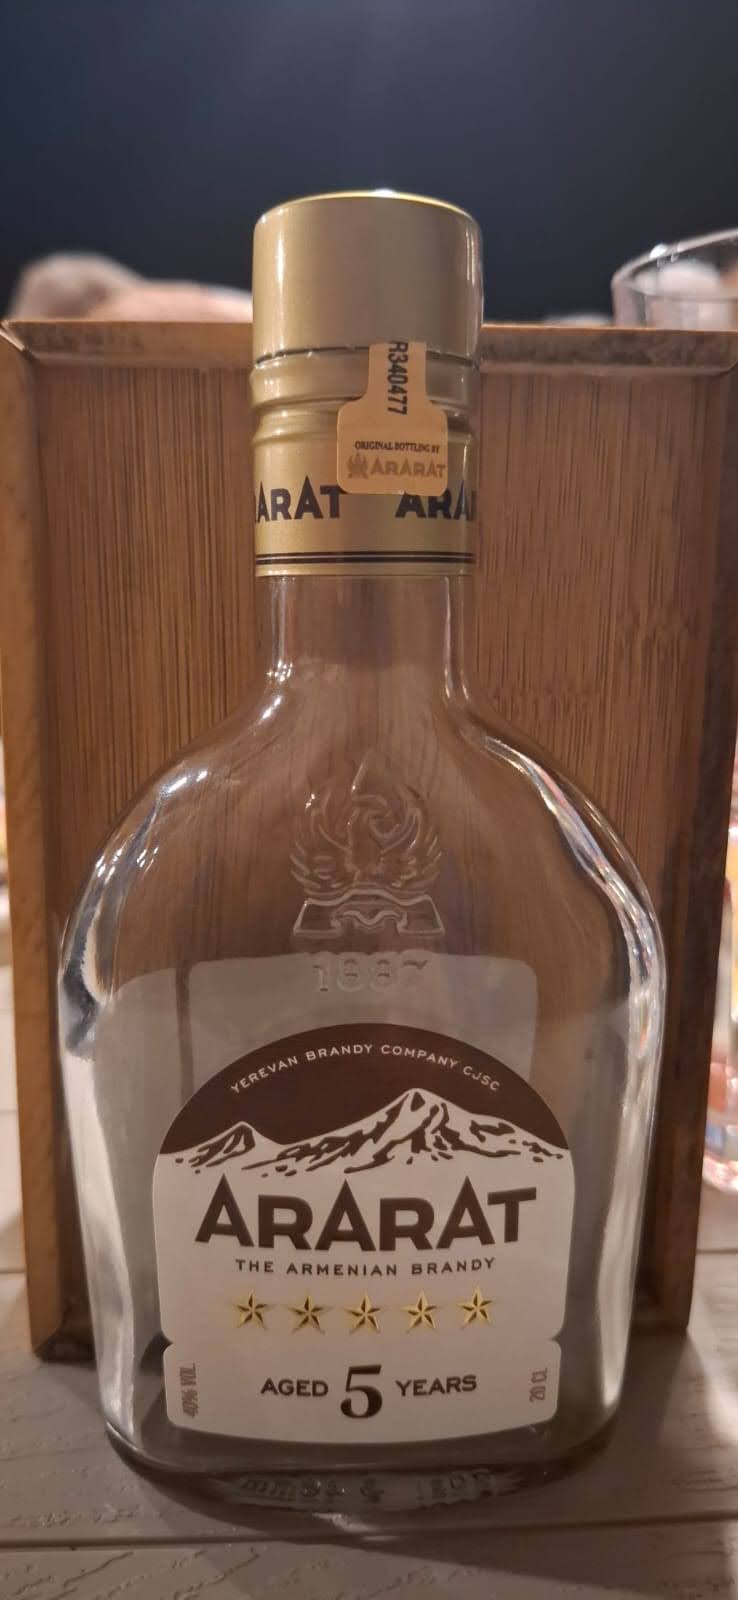 R340477
ORIGINAL BOTTLING BY
ARARAT
ARARAT ARA
1887
YEREVAN BRANDY COMPANY CJSC
ARARAT
THE ARMENIAN BRANDY
AGED 5 YEARS
40% VOL.
20 CL